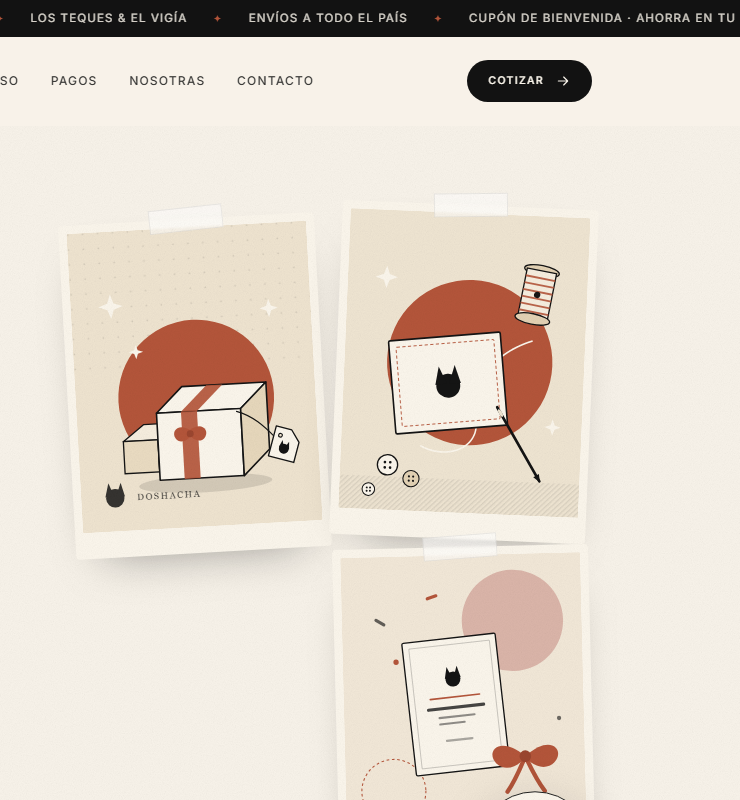 LOS TEQUES & EL VIGÍA ✦ ENVÍOS A TODO EL PAÍS ✦ CUPÓN DE BIENVENIDA · AHORRA EN TU
SO PAGOS NOSOTRAS CONTACTO COTIZAR →
DOSHACHA